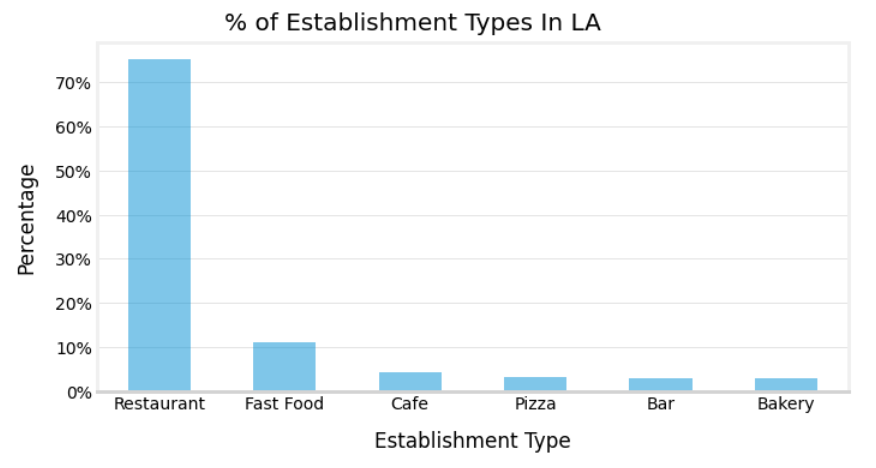 % of Establishment Types In LA
Percentage
70%
60%
50%
40%
30%
20%
10%
0%
Restaurant Fast Food Cafe Pizza Bar Bakery
Establishment Type